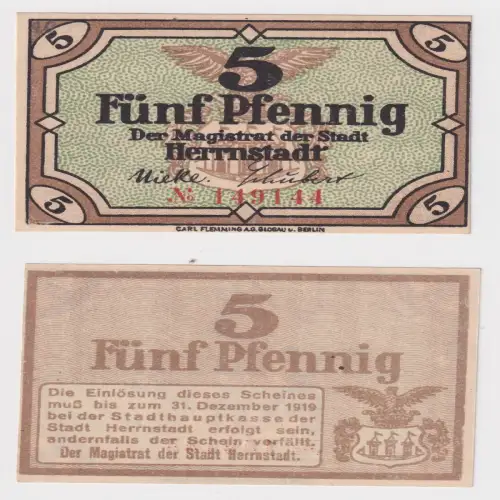 5 5
5
Fünf Pfennig
Der Magistrat der Stadt
Herrnstadt
Mieke. Schubert
№ 149144
5 5
CARL FLEMMING A.G. GLOGAU u. BERLIN
5
Fünf Pfennig
Die Einlösung dieses Scheines
muß bis zum 31. Dezember 1919
bei der Stadthauptkasse der
Stadt Herrnstadt erfolgt sein,
andernfalls der Schein verfällt.
Der Magistrat der Stadt Herrnstadt.